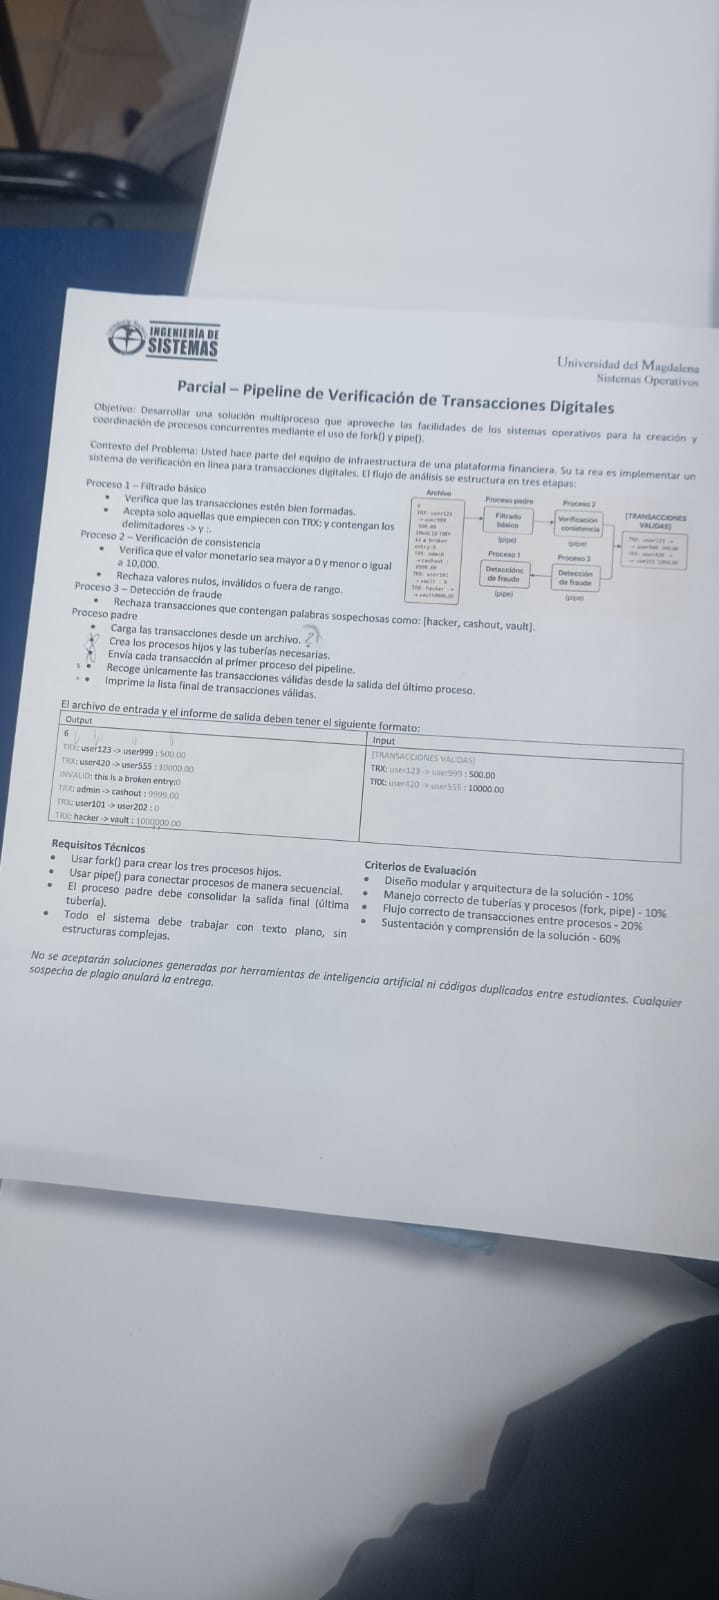 INGENIERÍA DE
SISTEMAS
Universidad del Magdalena
Sistemas Operativos
Parcial – Pipeline de Verificación de Transacciones Digitales
Objetivo: Desarrollar una solución multiproceso que aproveche las facilidades de los sistemas operativos para la creación y
coordinación de procesos concurrentes mediante el uso de fork() y pipe().
Contexto del Problema: Usted hace parte del equipo de infraestructura de una plataforma financiera. Su ta rea es implementar un
sistema de verificación en línea para transacciones digitales. El flujo de análisis se estructura en tres etapas:
Proceso 1 – Filtrado básico
• Verifica que las transacciones estén bien formadas.
• Acepta solo aquellas que empiecen con TRX: y contengan los
delimitadores -> y :.
Proceso 2 – Verificación de consistencia
• Verifica que el valor monetario sea mayor a 0 y menor o igual
a 10,000.
• Rechaza valores nulos, inválidos o fuera de rango.
Proceso 3 – Detección de fraude
• Rechaza transacciones que contengan palabras sospechosas como: [hacker, cashout, vault].
Archivo
Proceso padre
Filtrado
básico
(pipe)
Proceso 2
Verificación
conistencia
(pipe)
[TRANSACCIONES
VALIDAS]
Proceso 1
Detecciónc
de fraude
(pipe)
Proceso 3
Detección
de fraude
(pipe)
Proceso padre
• Carga las transacciones desde un archivo. ?
• Crea los procesos hijos y las tuberías necesarias.
• Envía cada transacción al primer proceso del pipeline.
• Recoge únicamente las transacciones válidas desde la salida del último proceso.
• Imprime la lista final de transacciones válidas.
El archivo de entrada y el informe de salida deben tener el siguiente formato:
Output
6
TRX: user123 -> user999 : 500.00
TRX: user420 -> user555 : 10000.00
INVALID: this is a broken entry:0
TRX: admin -> cashout : 9999.00
TRX: user101 -> user202 : 0
TRX: hacker -> vault : 1000000.00
Input
[TRANSACCIONES VALIDAS]
TRX: user123 -> user999 : 500.00
TRX: user420 -> user555 : 10000.00
Requisitos Técnicos
• Usar fork() para crear los tres procesos hijos.
• Usar pipe() para conectar procesos de manera secuencial.
• El proceso padre debe consolidar la salida final (última
tubería).
• Todo el sistema debe trabajar con texto plano, sin
estructuras complejas.
Criterios de Evaluación
• Diseño modular y arquitectura de la solución - 10%
• Manejo correcto de tuberías y procesos (fork, pipe) - 10%
• Flujo correcto de transacciones entre procesos - 20%
• Sustentación y comprensión de la solución - 60%
No se aceptarán soluciones generadas por herramientas de inteligencia artificial ni códigos duplicados entre estudiantes. Cualquier
sospecha de plagio anulará la entrega.